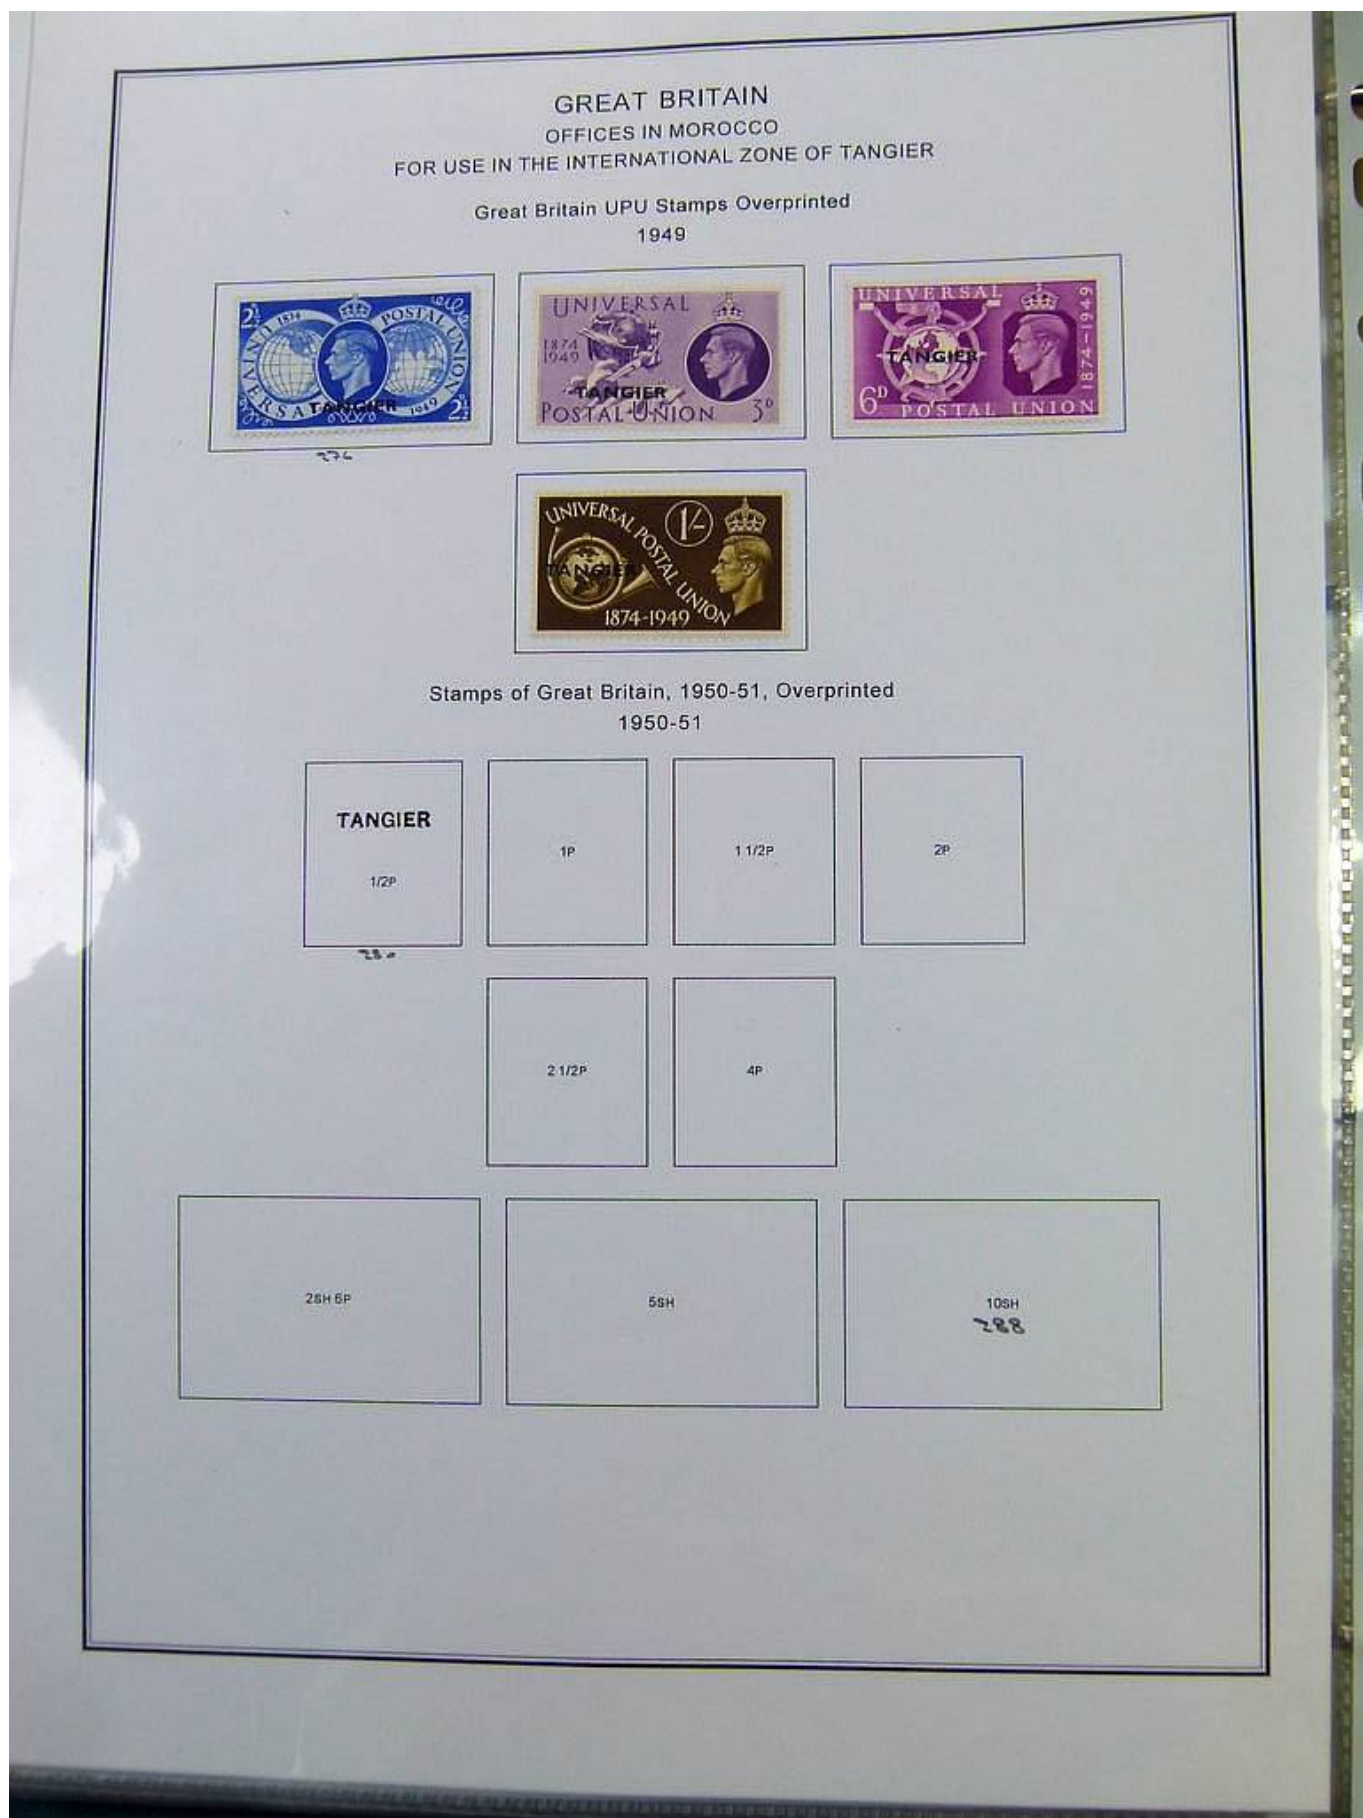 GREAT BRITAIN
OFFICES IN MOROCCO
FOR USE IN THE INTERNATIONAL ZONE OF TANGIER
Great Britain UPU Stamps Overprinted
1949
2½ 1874 UNIVERSAL POSTAL UNION 1949 2½
TANGIER
UNIVERSAL
1874
1949
TANGIER
POSTAL UNION 3D
UNIVERSAL
1874-1949
TANGIER
6D POSTAL UNION
276
UNIVERSAL POSTAL UNION
1/-
TANGIER
1874-1949
Stamps of Great Britain, 1950-51, Overprinted
1950-51
TANGIER
1/2P
1P
1 1/2P
2P
280
2 1/2P
4P
2SH 6P
5SH
10SH
288